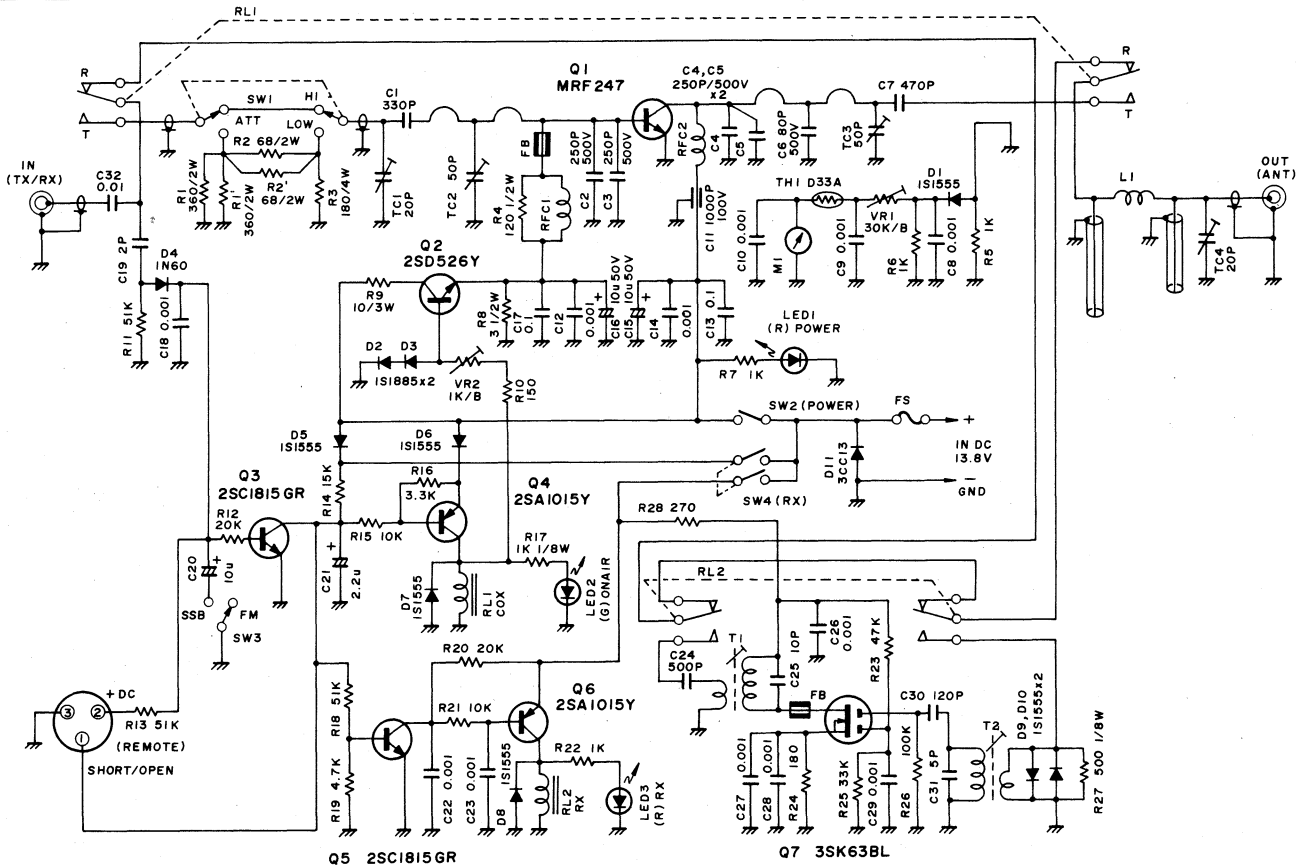 RL1
R
T
SW1
ATT
HI
LOW
R2 68/2W
R2'
68/2W
R1
360/2W
R1'
360/2W
R3
180/4W
IN
(TX/RX)
C32
0.01
C1
330P
TC1
20P
TC2 50P
FB
R4
120 1/2W
RFC1
Q1
MRF247
250P
500V
C2
250P
500V
C3
C4,C5
250P/500V
x2
RFC2
C4
C5
C6 80P
500V
TC3
50P
C7 470P
C11 1000P
100V
TH1 D33A
D1
1S1555
VR1
30K/B
C10 0.001
M1
C9 0.001
R6
1K
C8 0.001
R5 1K
R
T
L1
OUT
(ANT)
TC4
20P
C19 2P
D4
1N60
R11 51K
C18 0.001
Q2
2SD526Y
R9
10/3W
R8
3 1/2W
C17
0.1
C12
0.001
C16 10u50V
C15 10u50V
C14
0.001
C13 0.1
D2
D3
1S1885x2
VR2
1K/B
R10
150
LED1
(R) POWER
R7 1K
SW2 (POWER)
FS
+
IN DC
13.8V
−
GND
D11
3CC13
SW4 (RX)
D5
1S1555
D6
1S1555
R14 15K
R16
3.3K
Q4
2SA1015Y
Q3
2SC1815GR
R12
20K
R15 10K
C20
+
10u
C21
+
2.2u
SSB
FM
SW3
D7
1S1555
RL1
COX
R17
1K 1/8W
LED2
(G)ONAIR
R28 270
RL2
R20 20K
C24
500P
T1
C25 10P
C26
0.001
R23 47K
+DC
3
2
1
R13 51K
(REMOTE)
SHORT/OPEN
R18 51K
R19 4.7K
R21 10K
Q6
2SA1015Y
C22 0.001
C23 0.001
D8
1S1555
RL2
RX
R22 1K
LED3
(R) RX
Q5 2SC1815GR
FB
C27 0.001
C28 0.001
R24 180
R25 33K
C29 0.001
R26 100K
C30 120P
C31 5P
T2
D9,D10
1S1555x2
R27 500 1/8W
Q7 3SK63BL